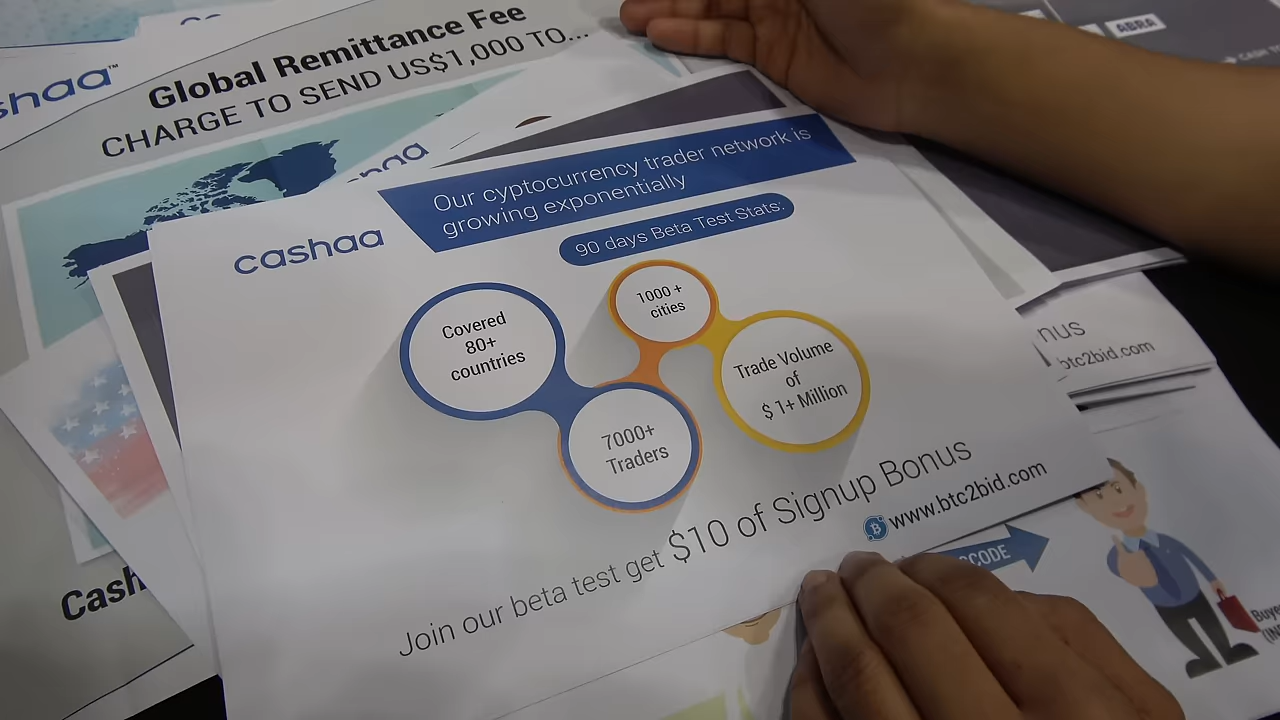 Global Remittance Fee
CHARGE TO SEND US$1,000 TO...
ABRA
cashaa
Our cyptocurrency trader network is
growing exponentially
90 days Beta Test Stats:
Covered
80+
countries
1000 +
cities
Trade Volume
of
$ 1+ Million
7000+
Traders
Join our beta test get $10 of Signup Bonus
www.btc2bid.com
nus
btc2bid.com
Cash